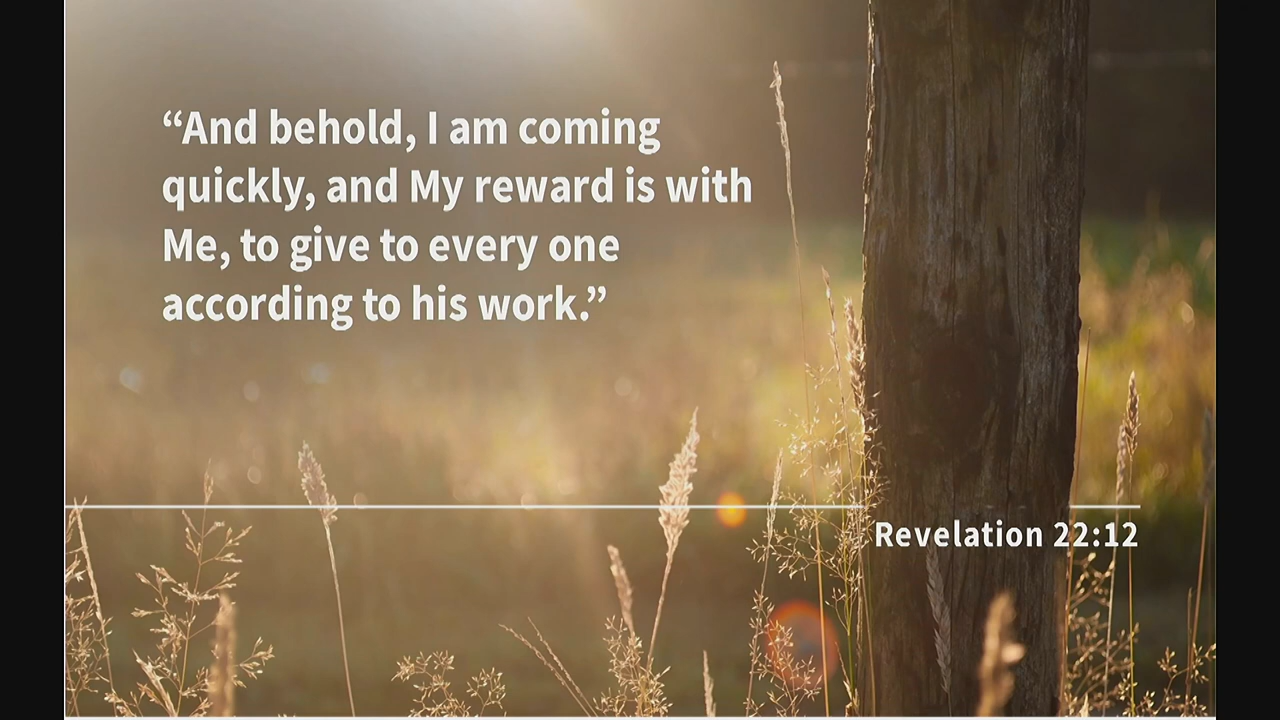 “And behold, I am coming
quickly, and My reward is with
Me, to give to every one
according to his work.”
Revelation 22:12